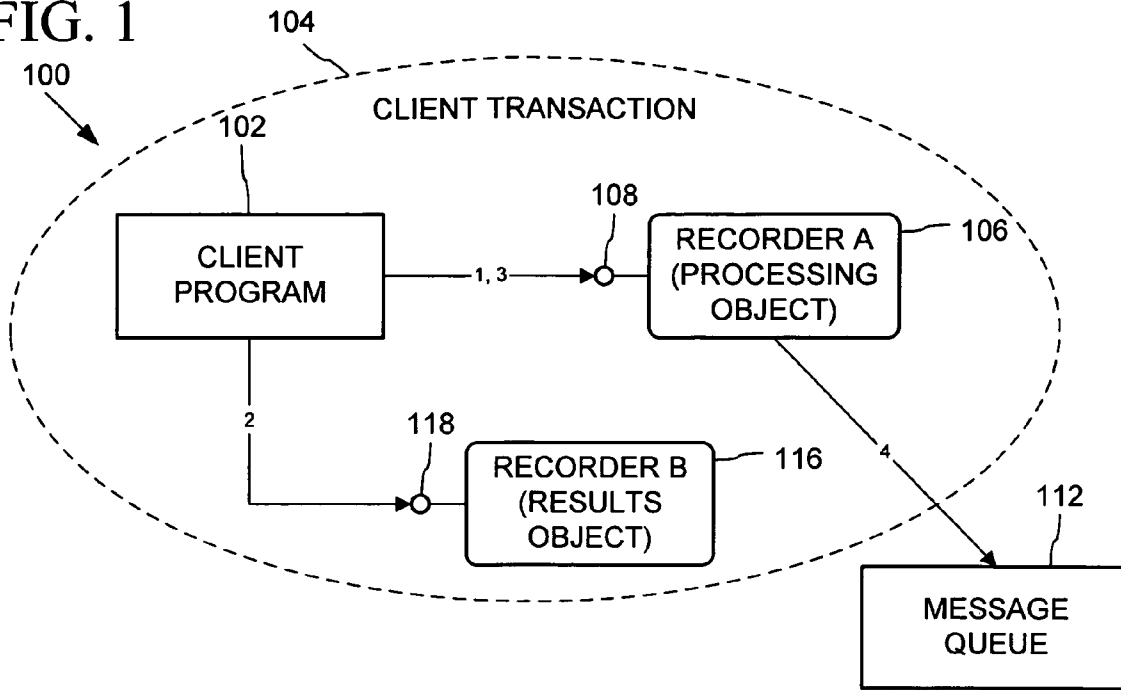 FIG. 1
104
100
CLIENT TRANSACTION
102
108
RECORDER A
(PROCESSING
OBJECT)
106
CLIENT
PROGRAM
1, 3
2
118
RECORDER B
(RESULTS
OBJECT)
116
4
112
MESSAGE
QUEUE